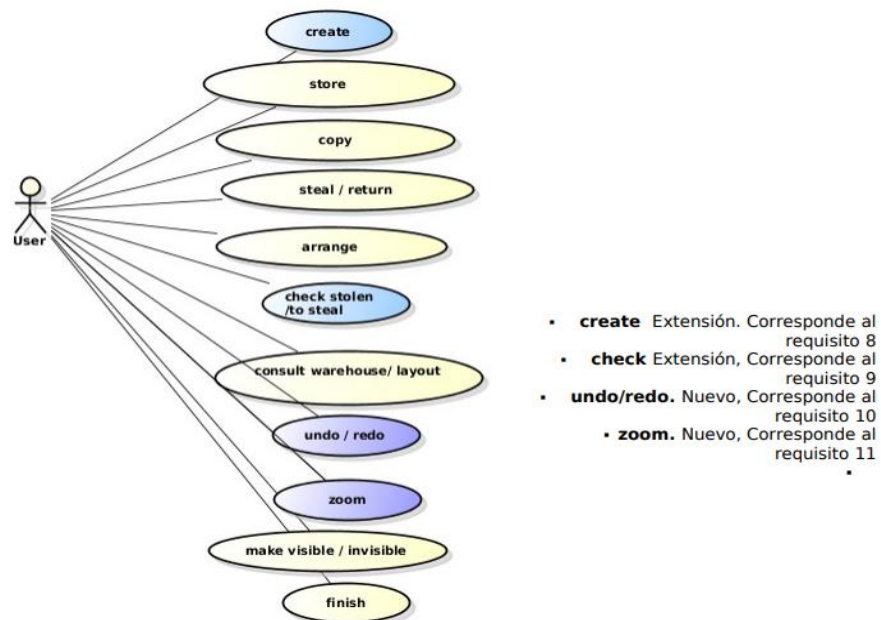 create
store
copy
steal / return
arrange
User
check stolen
/to steal
consult warehouse/ layout
undo / redo
zoom
make visible / invisible
finish
▪ create Extensión. Corresponde al
requisito 8
▪ check Extensión, Corresponde al
requisito 9
▪ undo/redo. Nuevo, Corresponde al
requisito 10
▪ zoom. Nuevo, Corresponde al
requisito 11
▪